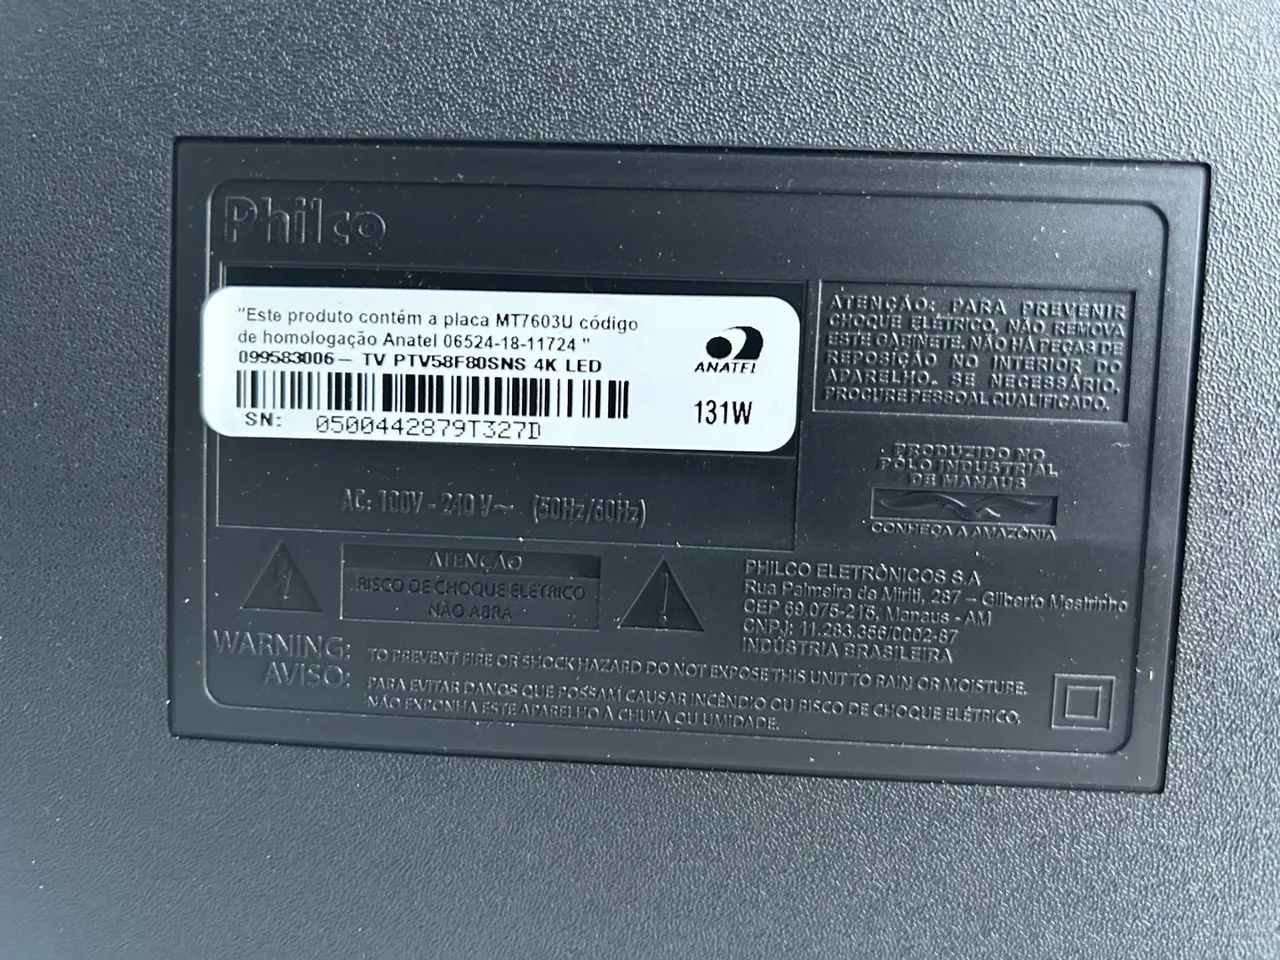 Philco
"Este produto contém a placa MT7603U código
de homologação Anatel 06524-18-11724 "
099583006 – TV PTV58F80SNS 4K LED
SN: 0500442879T327D
ANATEL
131W
ATENÇÃO: PARA PREVENIR
CHOQUE ELÉTRICO, NÃO REMOVA
ESTE GABINETE. NÃO HÁ PEÇAS DE
REPOSIÇÃO NO INTERIOR DO
APARELHO. SE NECESSÁRIO,
PROCURE PESSOAL QUALIFICADO.
PRODUZIDO NO
PÓLO INDUSTRIAL
DE MANAUS
CONHEÇA A AMAZÔNIA
AC: 100V - 240 V~ (50Hz/60Hz)
ATENÇÃO
RISCO DE CHOQUE ELÉTRICO
NÃO ABRA
PHILCO ELETRÔNICOS S.A
Rua Palmeira de Miriti, 287 – Gilberto Mestrinho
CEP 69.075-215, Manaus - AM
CNPJ: 11.283.356/0002-87
INDÚSTRIA BRASILEIRA
WARNING: TO PREVENT FIRE OR SHOCK HAZARD DO NOT EXPOSE THIS UNIT TO RAIN OR MOISTURE.
AVISO: PARA EVITAR DANOS QUE POSSAM CAUSAR INCÊNDIO OU RISCO DE CHOQUE ELÉTRICO,
NÃO EXPONHA ESTE APARELHO À CHUVA OU UMIDADE.